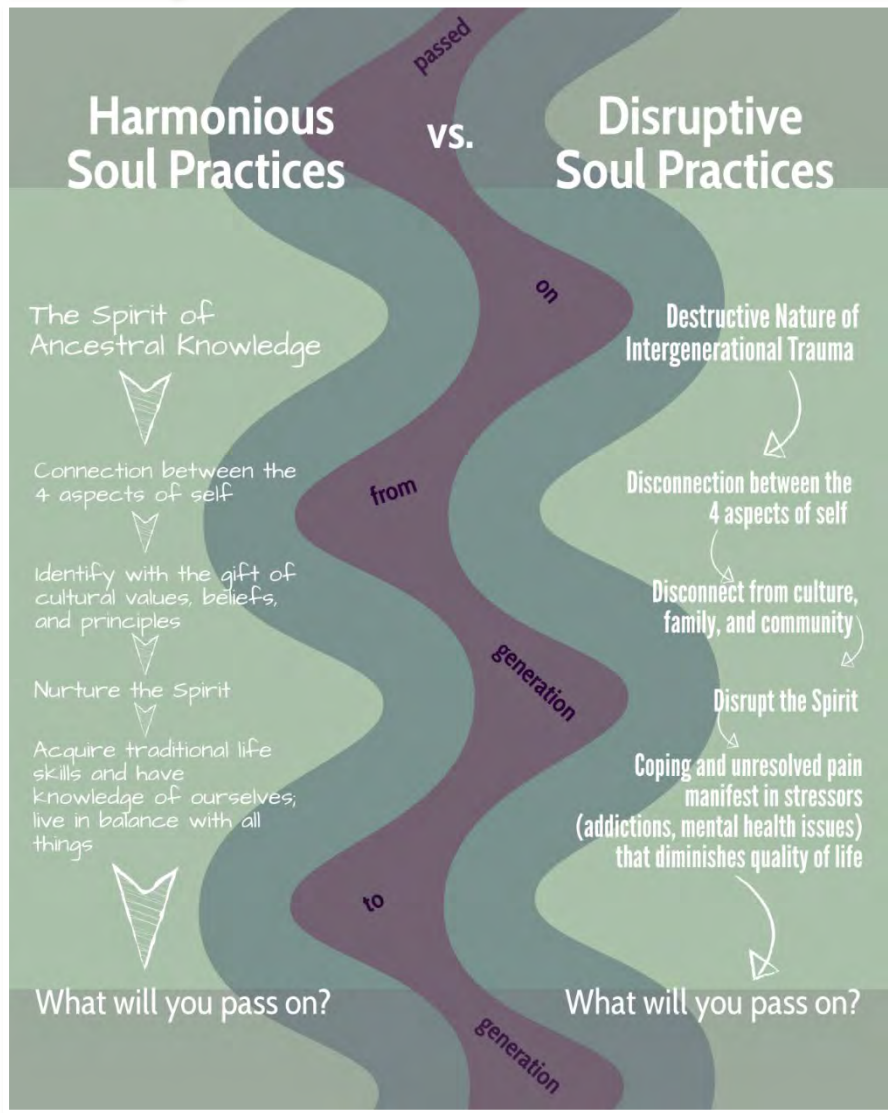 passed
Harmonious
Soul Practices
vs.
Disruptive
Soul Practices
on
from
generation
to
generation
The Spirit of
Ancestral Knowledge
Connection between the
4 aspects of self
Identify with the gift of
cultural values, beliefs,
and principles
Nurture the Spirit
Acquire traditional life
skills and have
knowledge of ourselves;
live in balance with all
things
What will you pass on?
Destructive Nature of
Intergenerational Trauma
Disconnection between the
4 aspects of self
Disconnect from culture,
family, and community
Disrupt the Spirit
Coping and unresolved pain
manifest in stressors
(addictions, mental health issues)
that diminishes quality of life
What will you pass on?